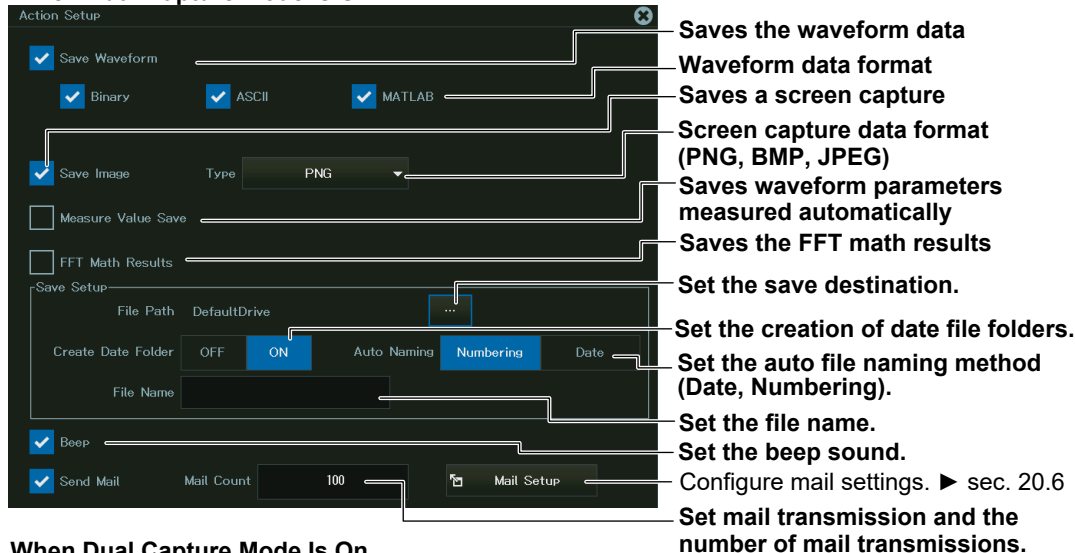 Action Setup
Saves the waveform data
Save Waveform
Waveform data format
Binary
ASCII
MATLAB
Saves a screen capture
Screen capture data format
(PNG, BMP, JPEG)
Save Image
Type
PNG
Saves waveform parameters
measured automatically
Measure Value Save
Saves the FFT math results
FFT Math Results
Save Setup
Set the save destination.
File Path
DefaultDrive
...
Set the creation of date file folders.
Create Date Folder
OFF
ON
Auto Naming
Numbering
Date
Set the auto file naming method
(Date, Numbering).
File Name
Set the file name.
Beep
Set the beep sound.
Send Mail
Mail Count
100
Mail Setup
Configure mail settings. ► sec. 20.6
Set mail transmission and the
number of mail transmissions.
When Dual Capture Mode Is On